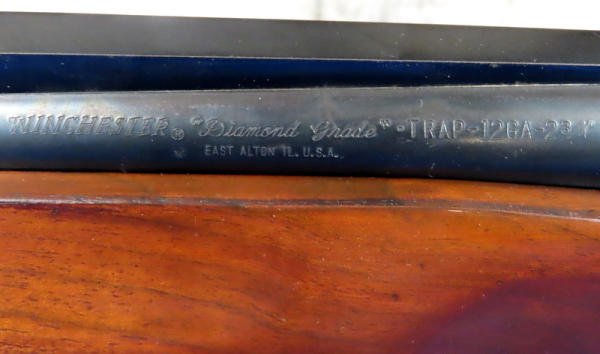 WINCHESTER® "Diamond Grade" - TRAP-12GA-2¾"
EAST ALTON IL. U.S.A.